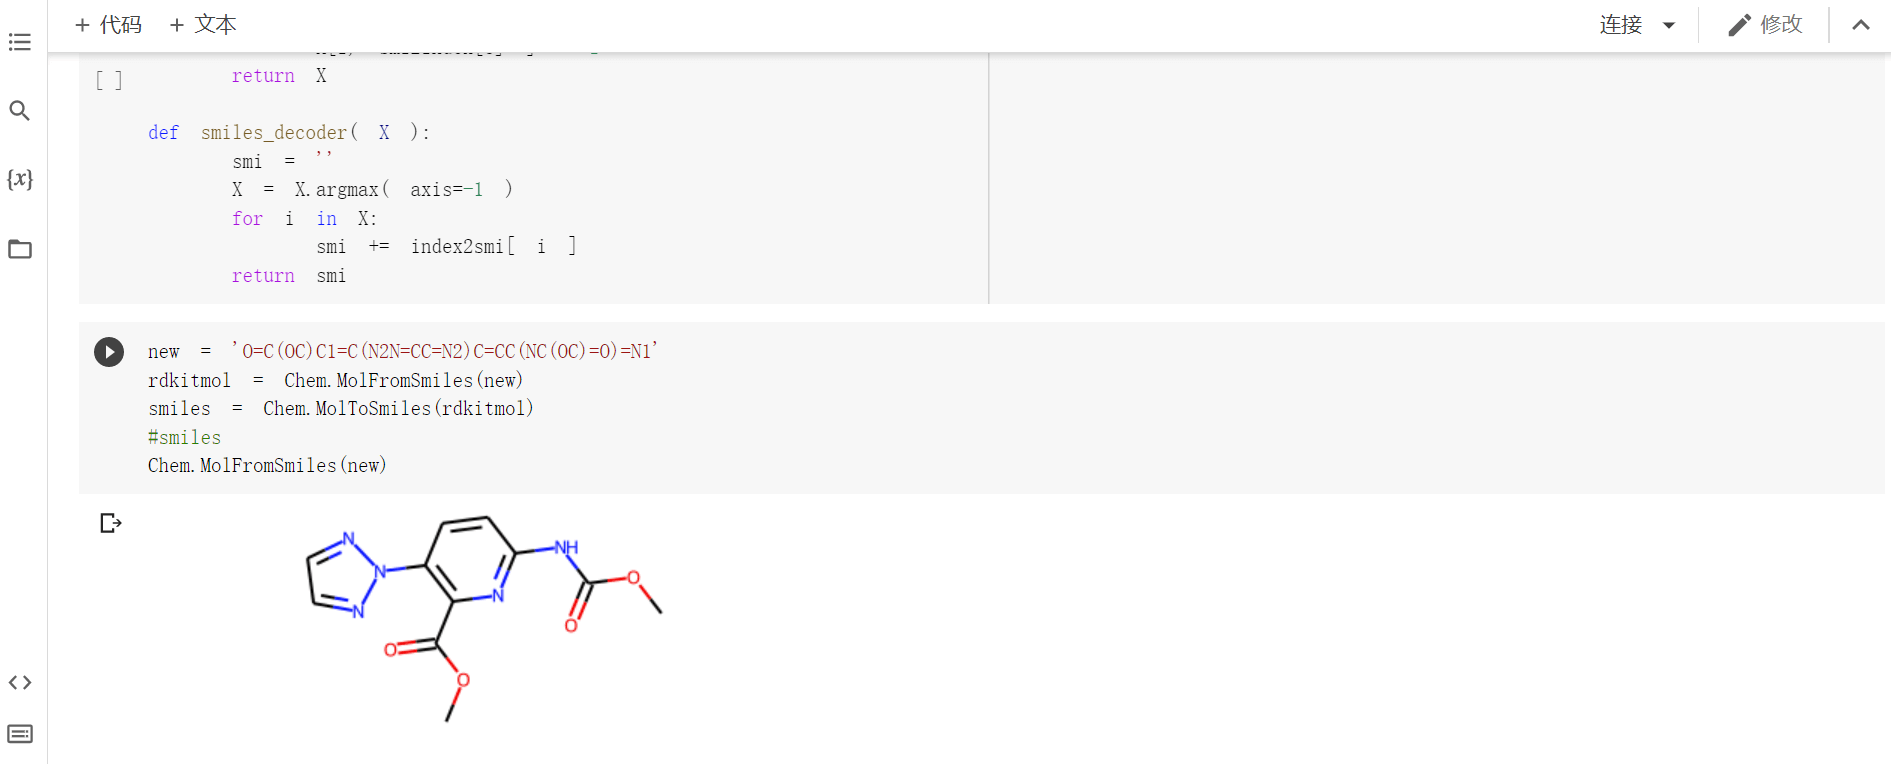 + 代码 + 文本 连接 修改
[ ] return X
def smiles_decoder( X ):
smi = ''
X = X.argmax( axis=-1 )
for i in X:
smi += index2smi[ i ]
return smi
new = 'O=C(OC)C1=C(N2N=CC=N2)C=CC(NC(OC)=O)=N1'
rdkitmol = Chem.MolFromSmiles(new)
smiles = Chem.MolToSmiles(rdkitmol)
#smiles
Chem.MolFromSmiles(new)
{x}
N
NH
N
O
N
N
O
O
O